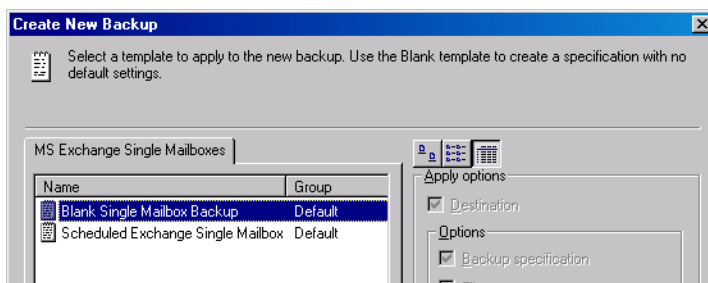 Create New Backup
Select a template to apply to the new backup. Use the Blank template to create a specification with no
default settings.
MS Exchange Single Mailboxes
Name Group
Blank Single Mailbox Backup Default
Scheduled Exchange Single Mailbox Default
Apply options
Destination
Options
Backup specification